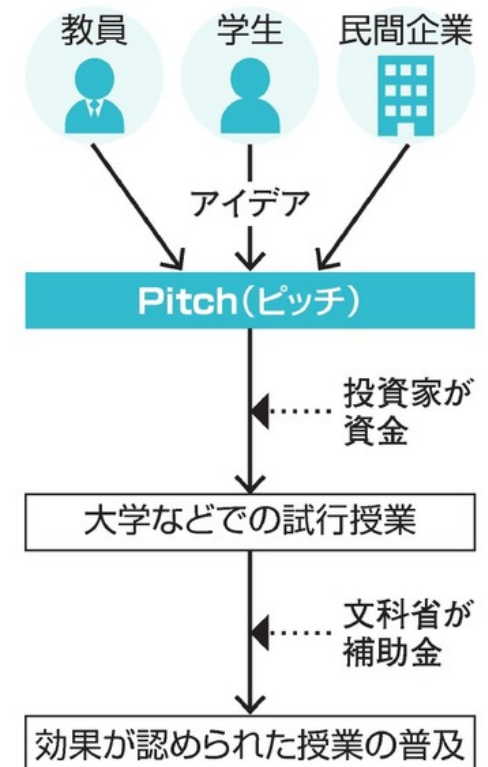 教員
学生
民間企業
アイデア
Pitch(ピッチ)
投資家が
資金
大学などでの試行授業
文科省が
補助金
効果が認められた授業の普及